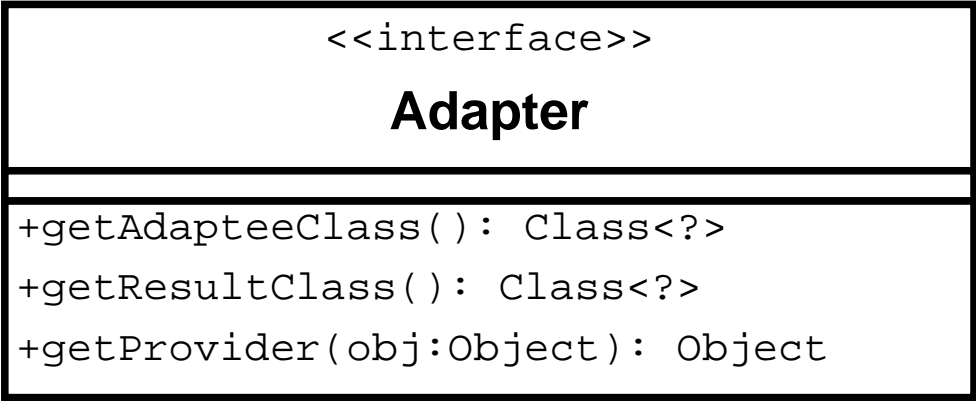 <<interface>>
Adapter
+getAdapteeClass(): Class<?>
+getResultClass(): Class<?>
+getProvider(obj:Object): Object